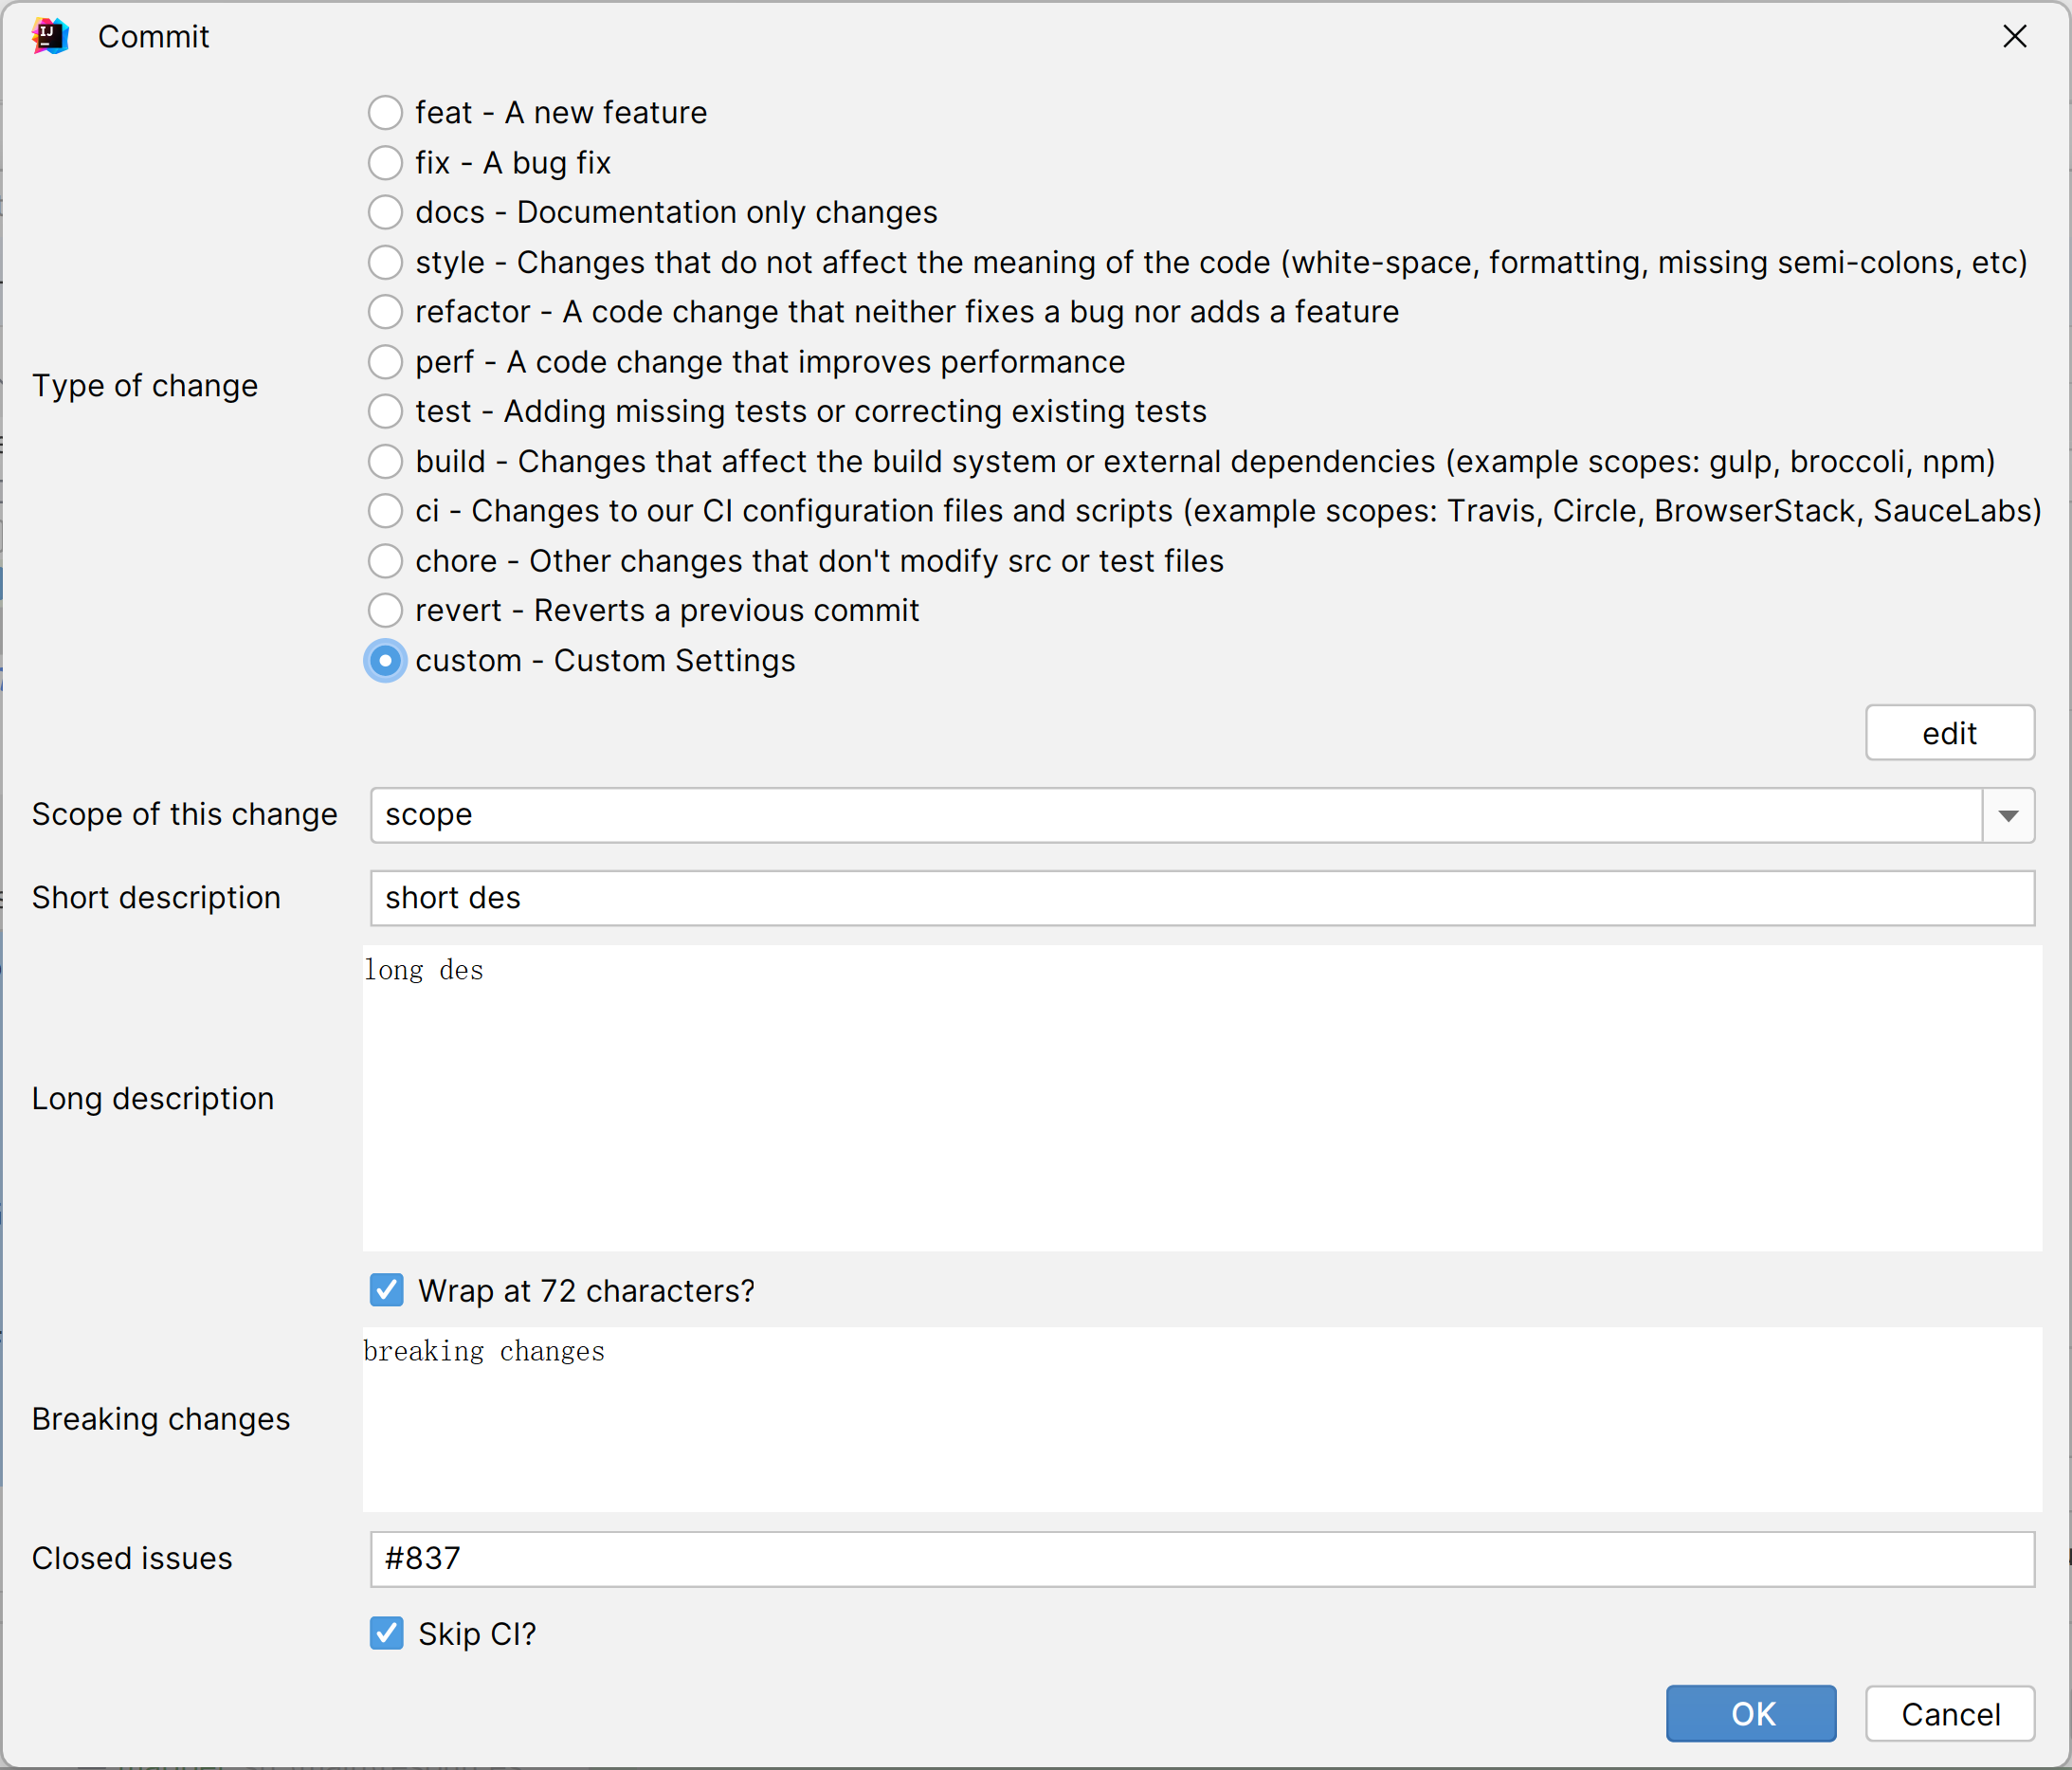 IJ
Commit
feat - A new feature
fix - A bug fix
docs - Documentation only changes
style - Changes that do not affect the meaning of the code (white-space, formatting, missing semi-colons, etc)
refactor - A code change that neither fixes a bug nor adds a feature
perf - A code change that improves performance
Type of change
test - Adding missing tests or correcting existing tests
build - Changes that affect the build system or external dependencies (example scopes: gulp, broccoli, npm)
ci - Changes to our CI configuration files and scripts (example scopes: Travis, Circle, BrowserStack, SauceLabs)
chore - Other changes that don't modify src or test files
revert - Reverts a previous commit
custom - Custom Settings
edit
Scope of this change scope
Short description short des
long des
Long description
Wrap at 72 characters?
breaking changes
Breaking changes
Closed issues #837
Skip CI?
OK Cancel